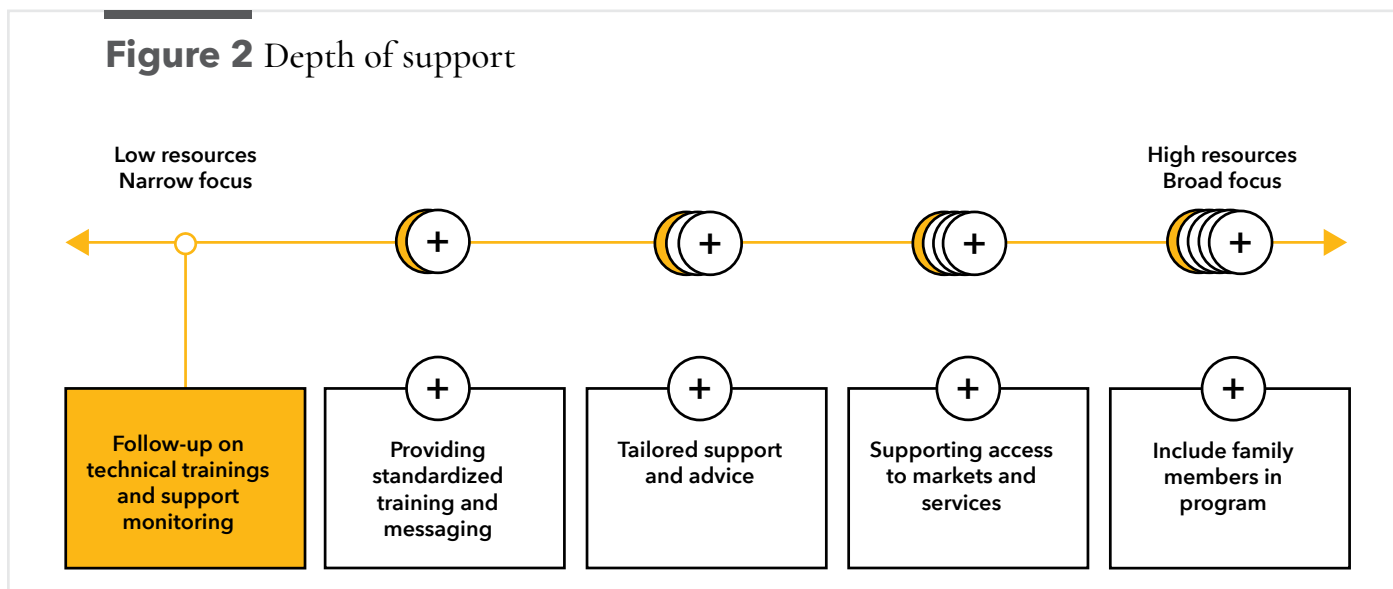 Figure 2 Depth of support
Low resources
Narrow focus
High resources
Broad focus
+
+
+
+
+
+
+
+
Follow-up on
technical trainings
and support
monitoring
Providing
standardized
training and
messaging
Tailored support
and advice
Supporting access
to markets and
services
Include family
members in
program